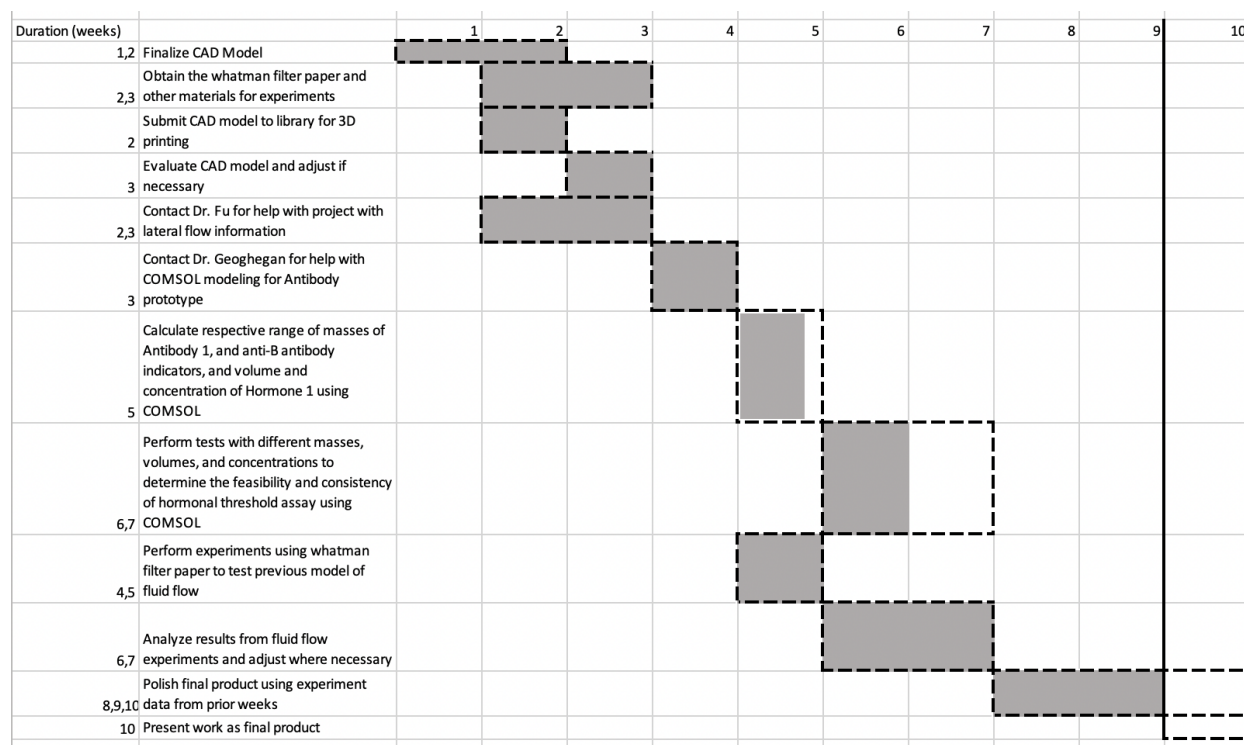 Duration (weeks) 1 2 3 4 5 6 7 8 9 10
1,2 Finalize CAD Model
Obtain the whatman filter paper and
2,3 other materials for experiments
Submit CAD model to library for 3D
2 printing
Evaluate CAD model and adjust if
3 necessary
Contact Dr. Fu for help with project with
2,3 lateral flow information
Contact Dr. Geoghegan for help with
COMSOL modeling for Antibody
3 prototype
Calculate respective range of masses of
Antibody 1, and anti-B antibody
indicators, and volume and
concentration of Hormone 1 using
5 COMSOL
Perform tests with different masses,
volumes, and concentrations to
determine the feasibility and consistency
of hormonal threshold assay using
6,7 COMSOL
Perform experiments using whatman
filter paper to test previous model of
4,5 fluid flow
Analyze results from fluid flow
6,7 experiments and adjust where necessary
Polish final product using experiment
8,9,10 data from prior weeks
10 Present work as final product